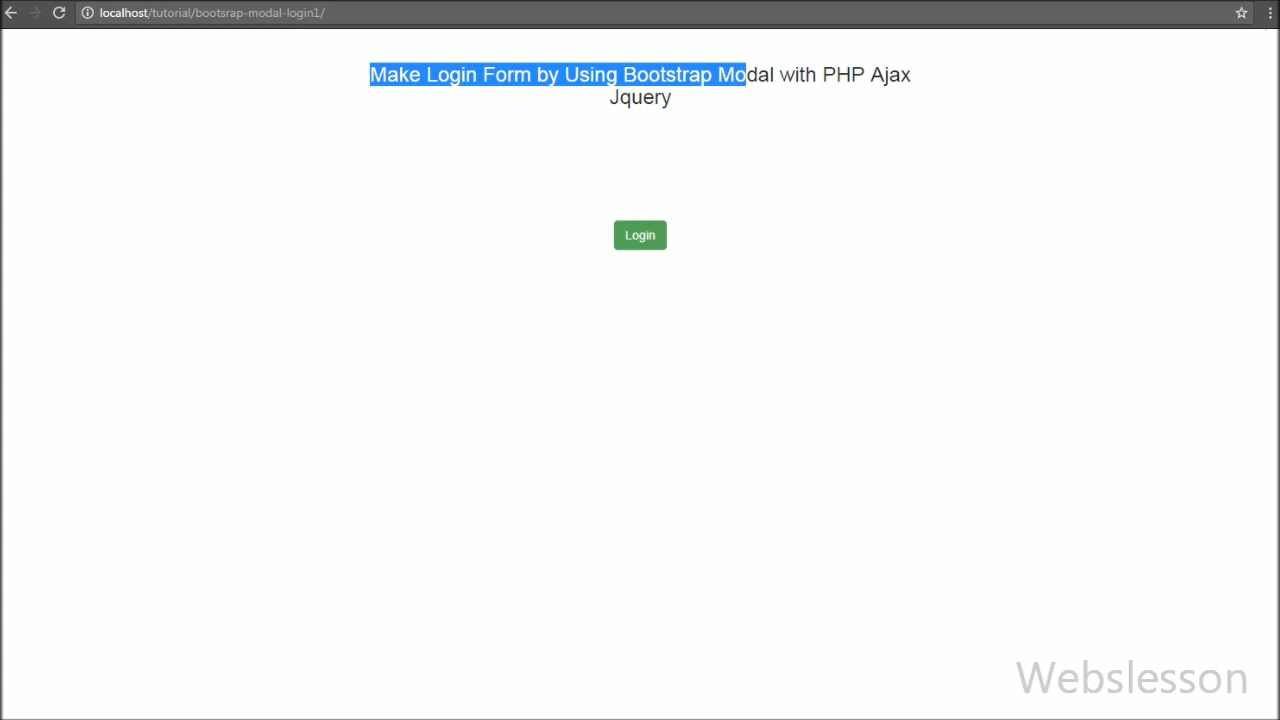 localhost/tutorial/bootsrap-modal-login1/
Make Login Form by Using Bootstrap Modal with PHP Ajax
Jquery
Login
Webslesson